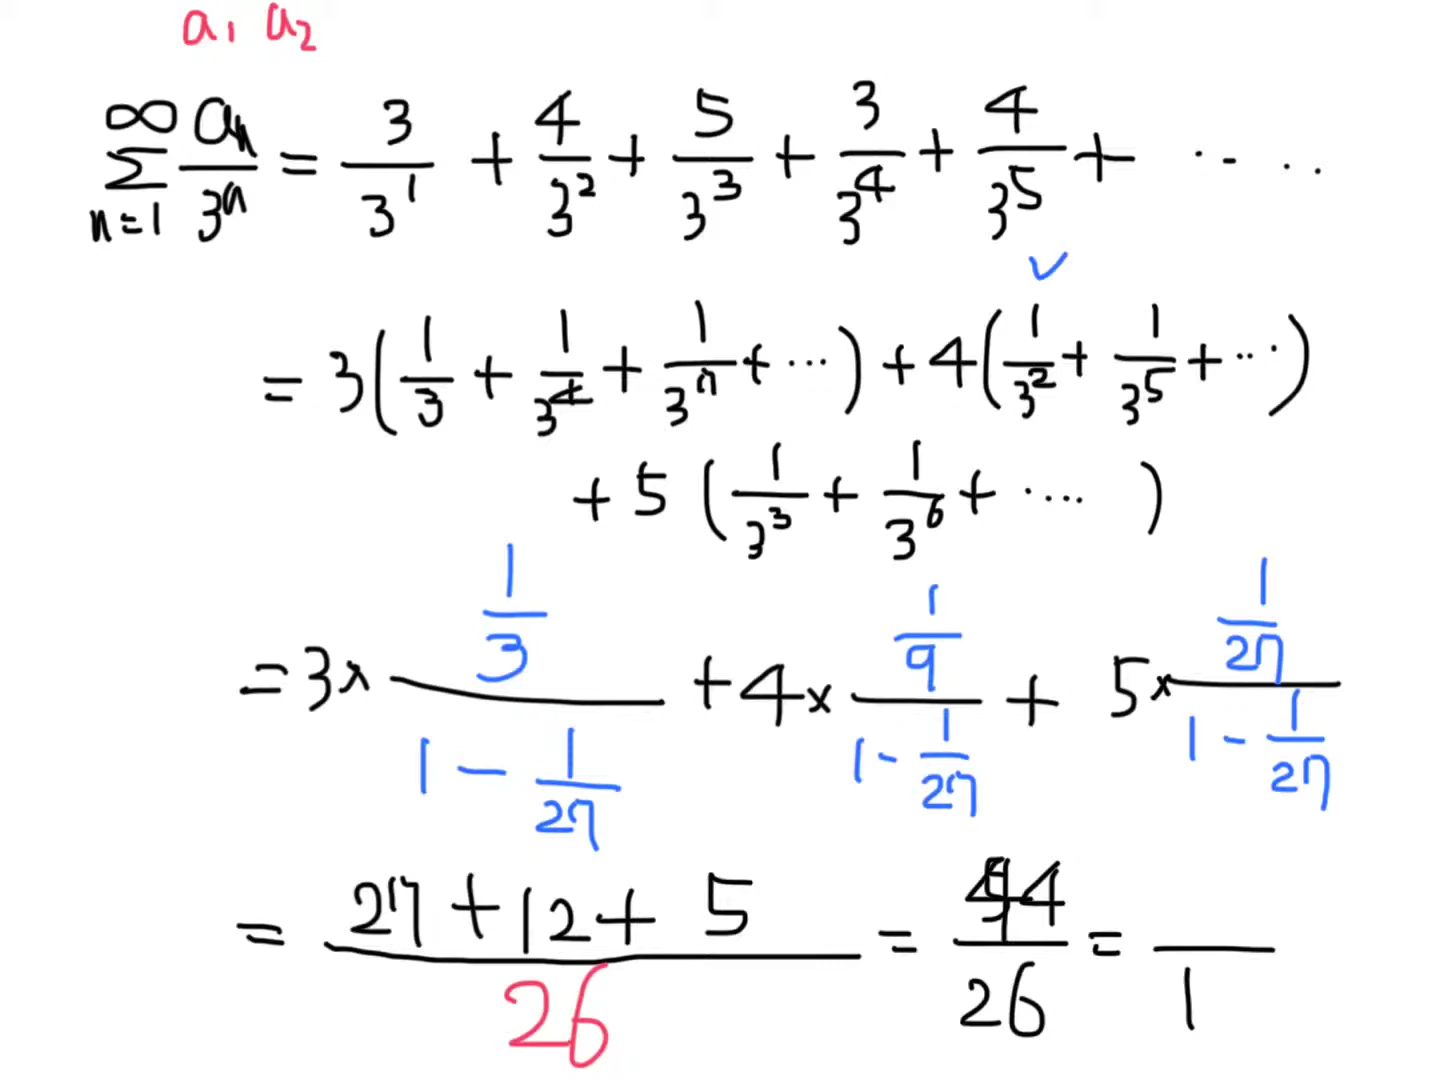 a₁ a₂
∞∑n=1 aₙ/3ⁿ = 3/3¹ + 4/3² + 5/3³ + 3/3⁴ + 4/3⁵ + ‥‥
= 3(1/3 + 1/3⁴ + 1/3⁷ + ⋯) + 4(1/3² + 1/3⁵ + ⋯)
+ 5 (1/3³ + 1/3⁶ + ‥‥ )
= 3 × (1/3)/(1 - 1/27) + 4 × (1/9)/(1 - 1/27) + 5 × (1/27)/(1 - 1/27)
= (27 + 12 + 5)/26 = 44/26 = /1